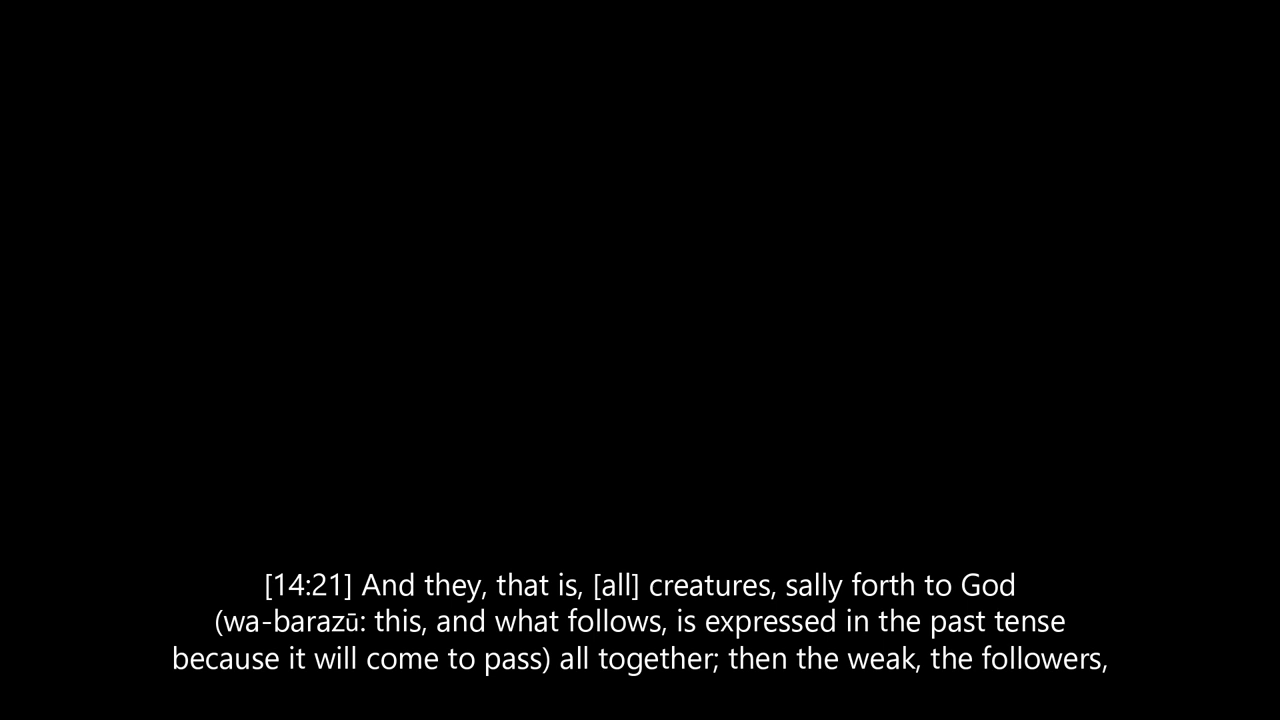 [14:21] And they, that is, [all] creatures, sally forth to God
(wa-barazū: this, and what follows, is expressed in the past tense
because it will come to pass) all together; then the weak, the followers,